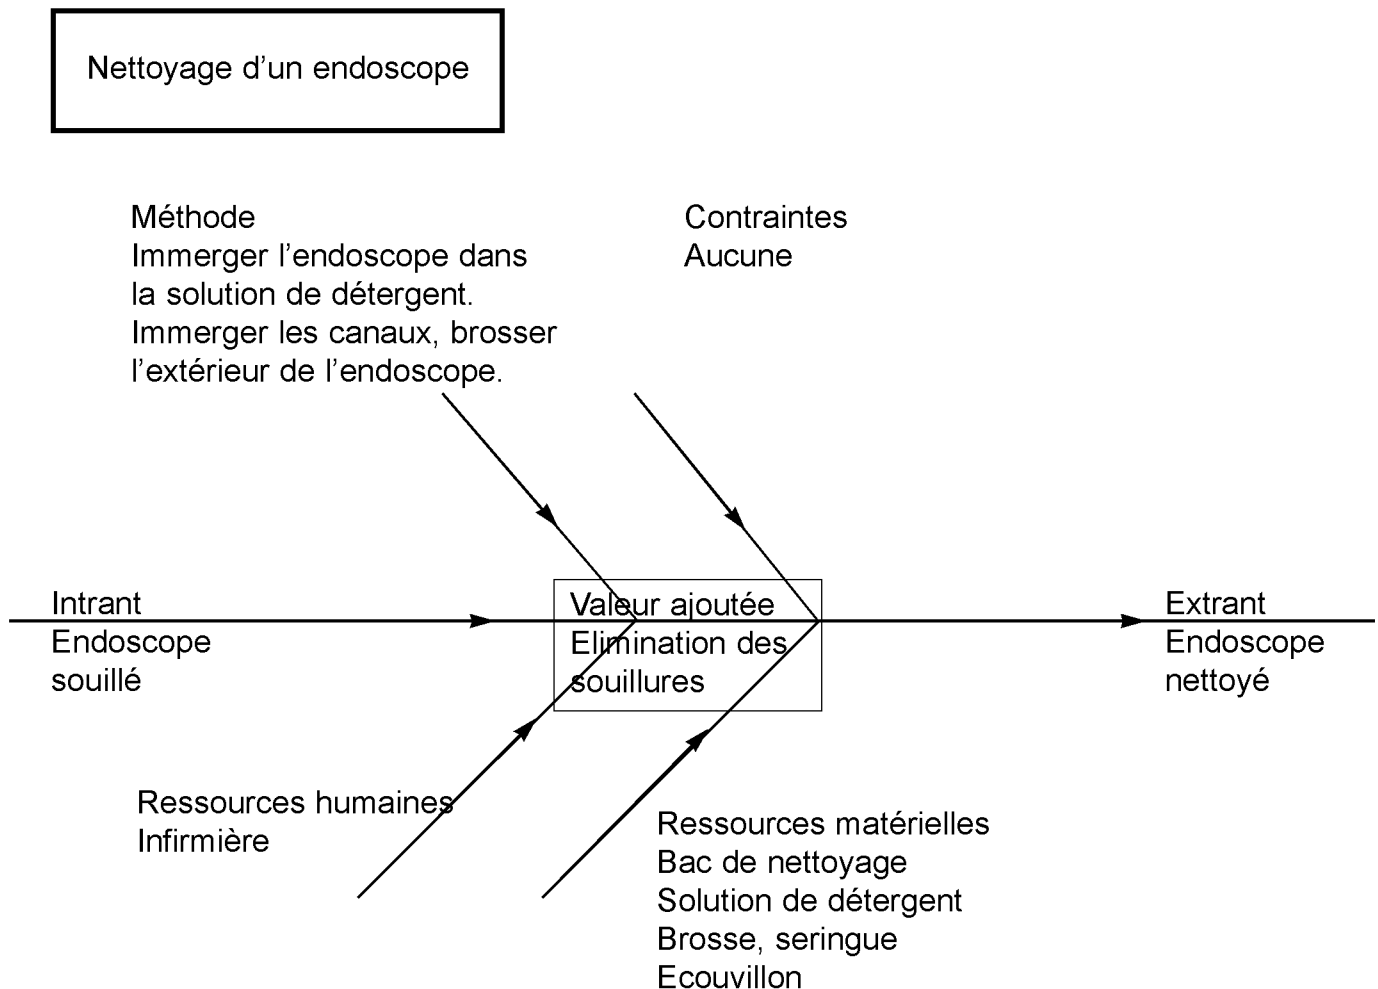 Nettoyage d’un endoscope
Méthode
Immerger l’endoscope dans
la solution de détergent.
Immerger les canaux, brosser
l’extérieur de l’endoscope.
Contraintes
Aucune
Intrant
Endoscope
souillé
Valeur ajoutée
Elimination des
souillures
Extrant
Endoscope
nettoyé
Ressources humaines
Infirmière
Ressources matérielles
Bac de nettoyage
Solution de détergent
Brosse, seringue
Ecouvillon